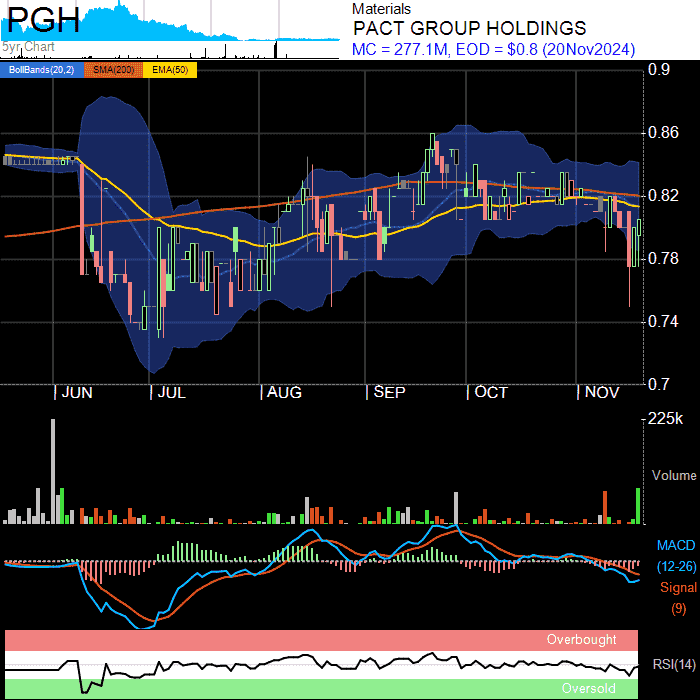 PGH
5yr Chart
Materials
PACT GROUP HOLDINGS
MC = 277.1M, EOD = $0.8 (20Nov2024)
BollBands(20,2) SMA(200) EMA(50)
0.9
0.86
0.82
0.78
0.74
0.7
JUN JUL AUG SEP OCT NOV
225k
Volume
MACD
(12-26)
Signal
(9)
Overbought
RSI(14)
Oversold